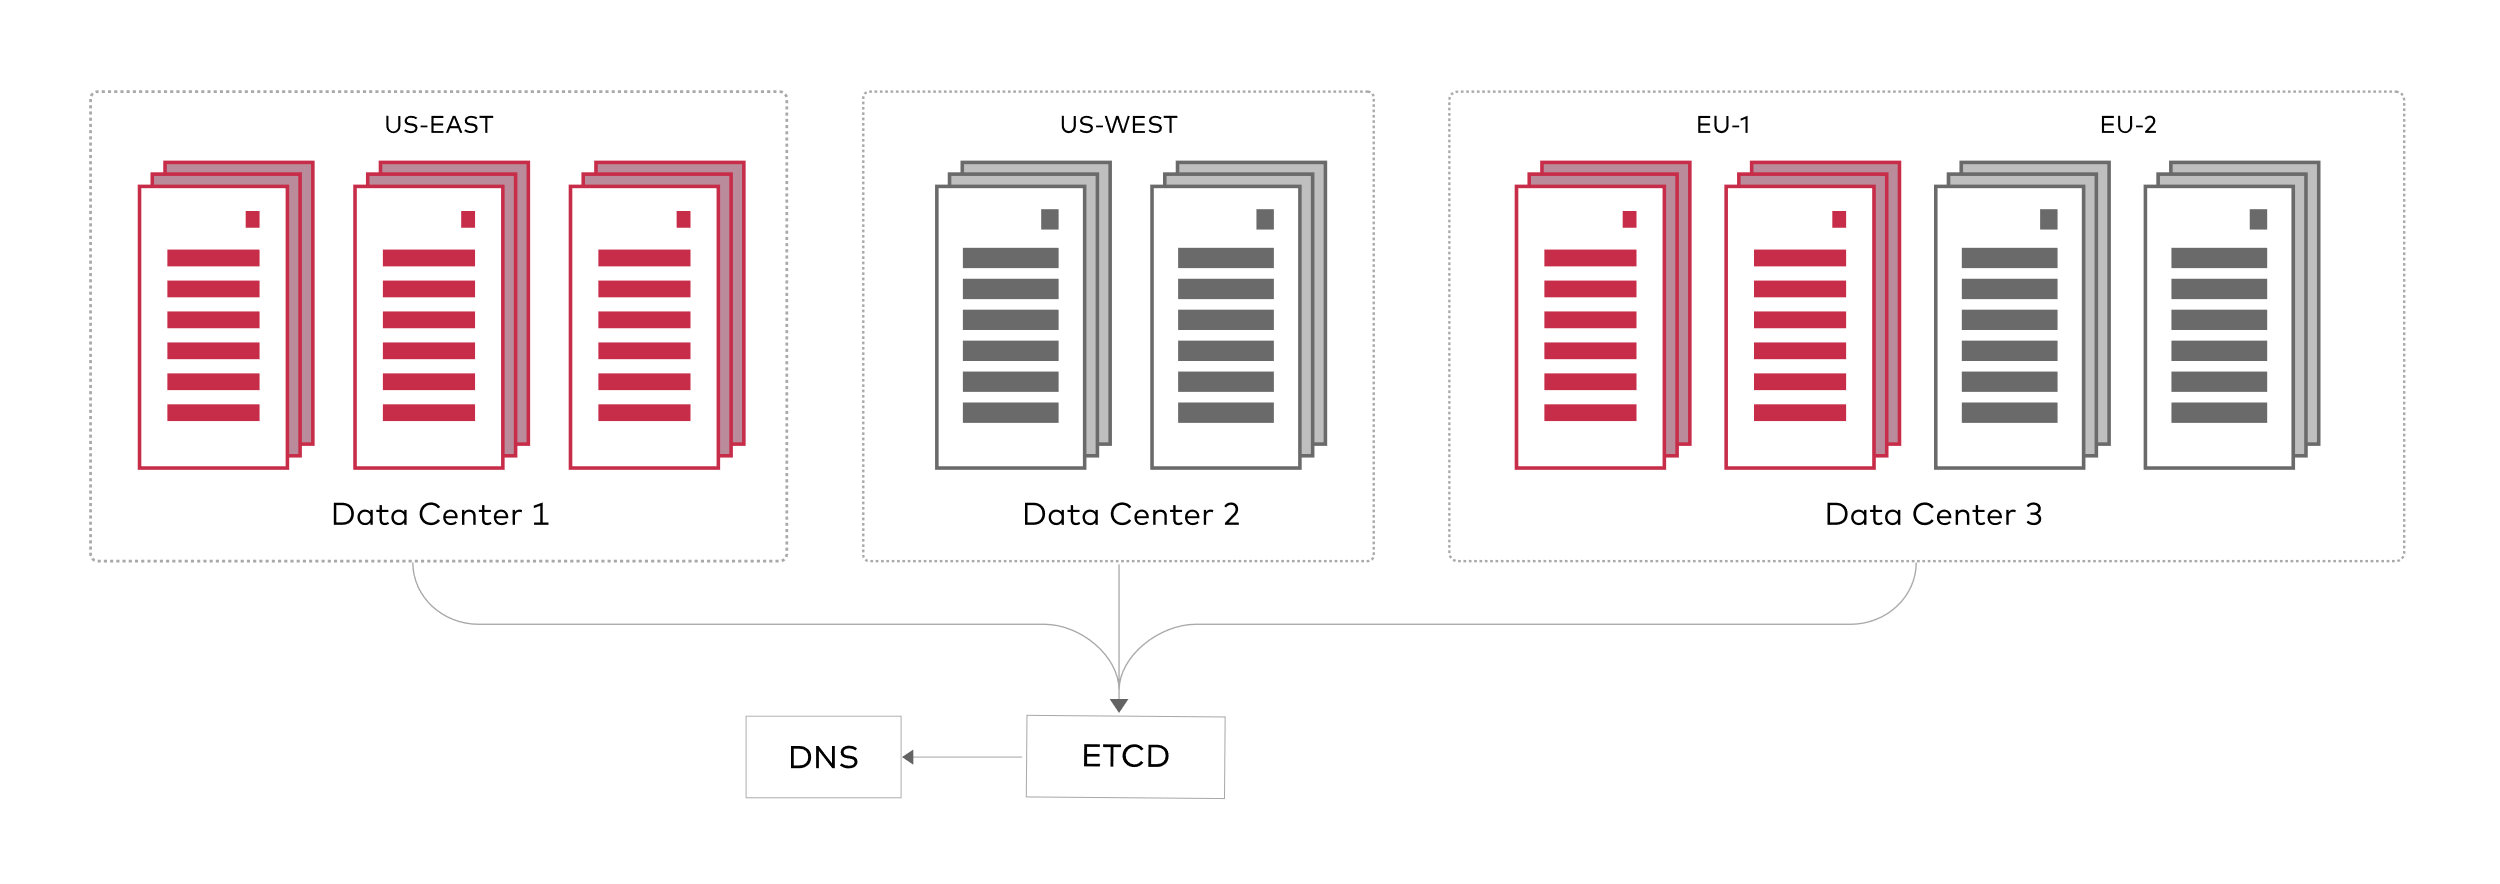 US-EAST
US-WEST
EU-1
EU-2
Data Center 1
Data Center 2
Data Center 3
DNS
ETCD